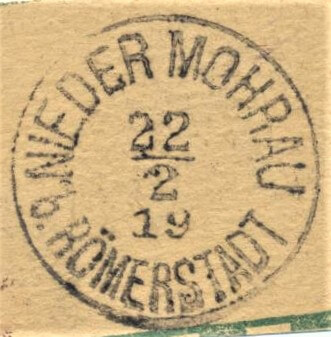 NIEDER MOHRAU
22
2
19
b. RÖMERSTADT